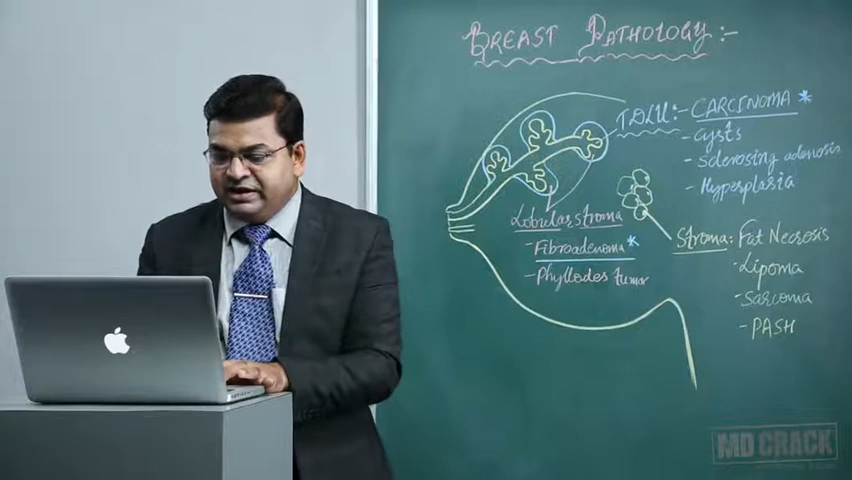 BREAST PATHOLOGY:-
TDLU:- CARCINOMA *
- Cysts
- Sclerosing adenosis
- Hyperplasia
Lobular stroma
- Fibroadenoma *
- Phyllodes tumor
Stroma: Fat Necrosis
- Lipoma
- Sarcoma
- PASH
MD CRACK